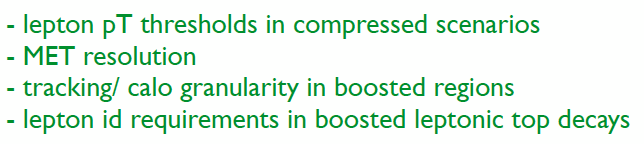 - lepton pT thresholds in compressed scenarios
- MET resolution
- tracking/ calo granularity in boosted regions
- lepton id requirements in boosted leptonic top decays